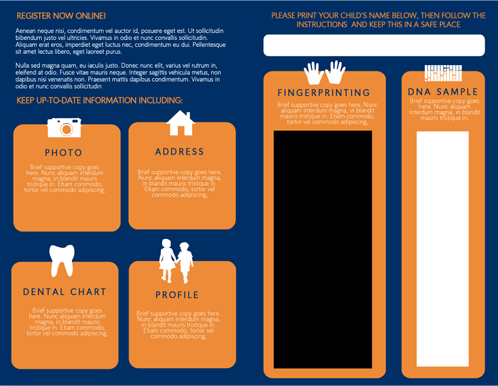 REGISTER NOW ONLINE!
Aenean neque nisi, condimentum vel auctor id, posuere eget est. Ut sollicitudin
bibendum justo vel ultricies. Vivamus in odio et nunc convallis sollicitudin.
Aliquam erat eros, imperdiet eget luctus nec, condimentum eu dui. Pellentesque
sit amet lectus libero, eget laoreet purus.
Nulla sed magna quam, eu iaculis justo. Donec nunc elit, varius vel rutrum in,
eleifend at odio. Fusce vitae mauris neque. Integer sagittis vehicula metus, non
dapibus nisi venenatis non. Praesent mattis dapibus condimentum. Vivamus in
odio et nunc convallis sollicitudin
KEEP UP-TO-DATE INFORMATION INCLUDING:
PHOTO
Brief supportive copy goes
here. Nunc aliquam interdum
magna, in blandit mauris
tristique in. Etiam commodo,
tortor vel commodo adipiscing,
ADDRESS
Brief supportive copy goes here.
Nunc aliquam interdum magna,
in blandit mauris tristique in.
Etiam commodo, tortor vel
commodo adipiscing,
DENTAL CHART
Brief supportive copy goes
here. Nunc aliquam interdum
magna, in blandit mauris
tristique in. Etiam commodo,
tortor vel commodo adipiscing,
PROFILE
Brief supportive copy goes here.
Nunc aliquam interdum magna,
in blandit mauris tristique in.
Etiam commodo, tortor vel
commodo adipiscing,
PLEASE PRINT YOUR CHILD'S NAME BELOW, THEN FOLLOW THE
INSTRUCTIONS AND KEEP THIS IN A SAFE PLACE
FINGERPRINTING
Brief supportive copy goes here. Nunc
aliquam interdum magna, in blandit
mauris tristique in. Etiam commodo,
tortor vel commodo adipiscing,
DNA SAMPLE
Brief supportive copy goes
here. Nunc aliquam
interdum magna, in blandit
mauris tristique in.